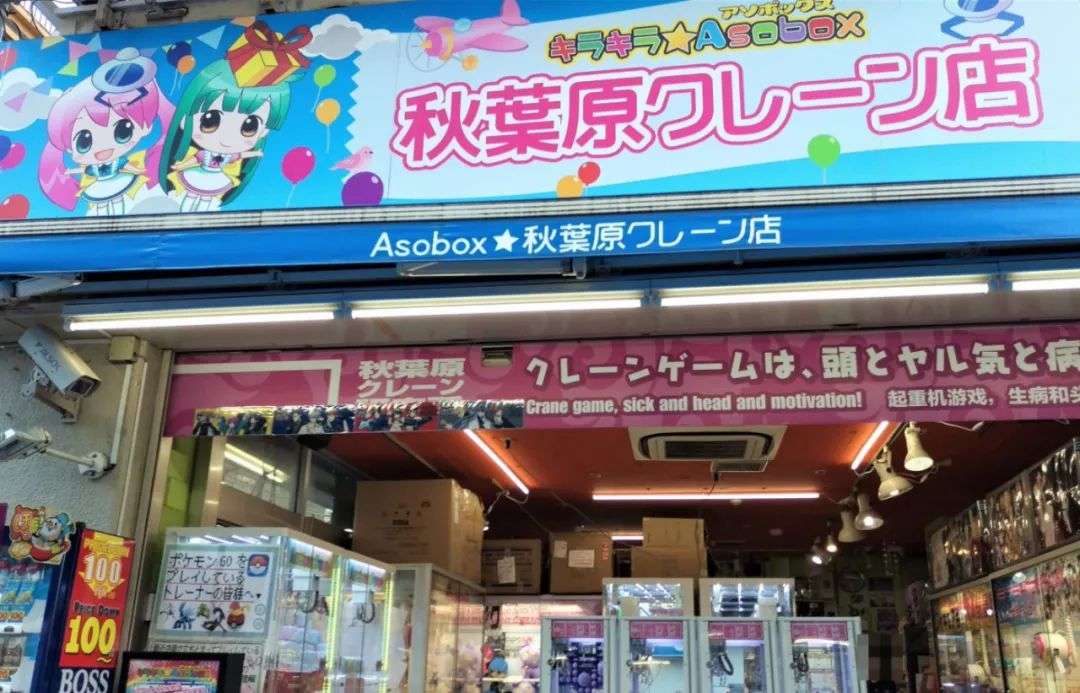 アソボックス
キラキラ★Asobox
秋葉原クレーン店
Asobox★秋葉原クレーン店
秋葉原
クレーン
クレーンゲームは、頭とヤル気と病
Crane game, sick and head and motivation! 起重机游戏，生病和头
ポケモンGOを
プレイしている
トレーナーの皆様へ
100
PRICE DOWN
100~
BOSS